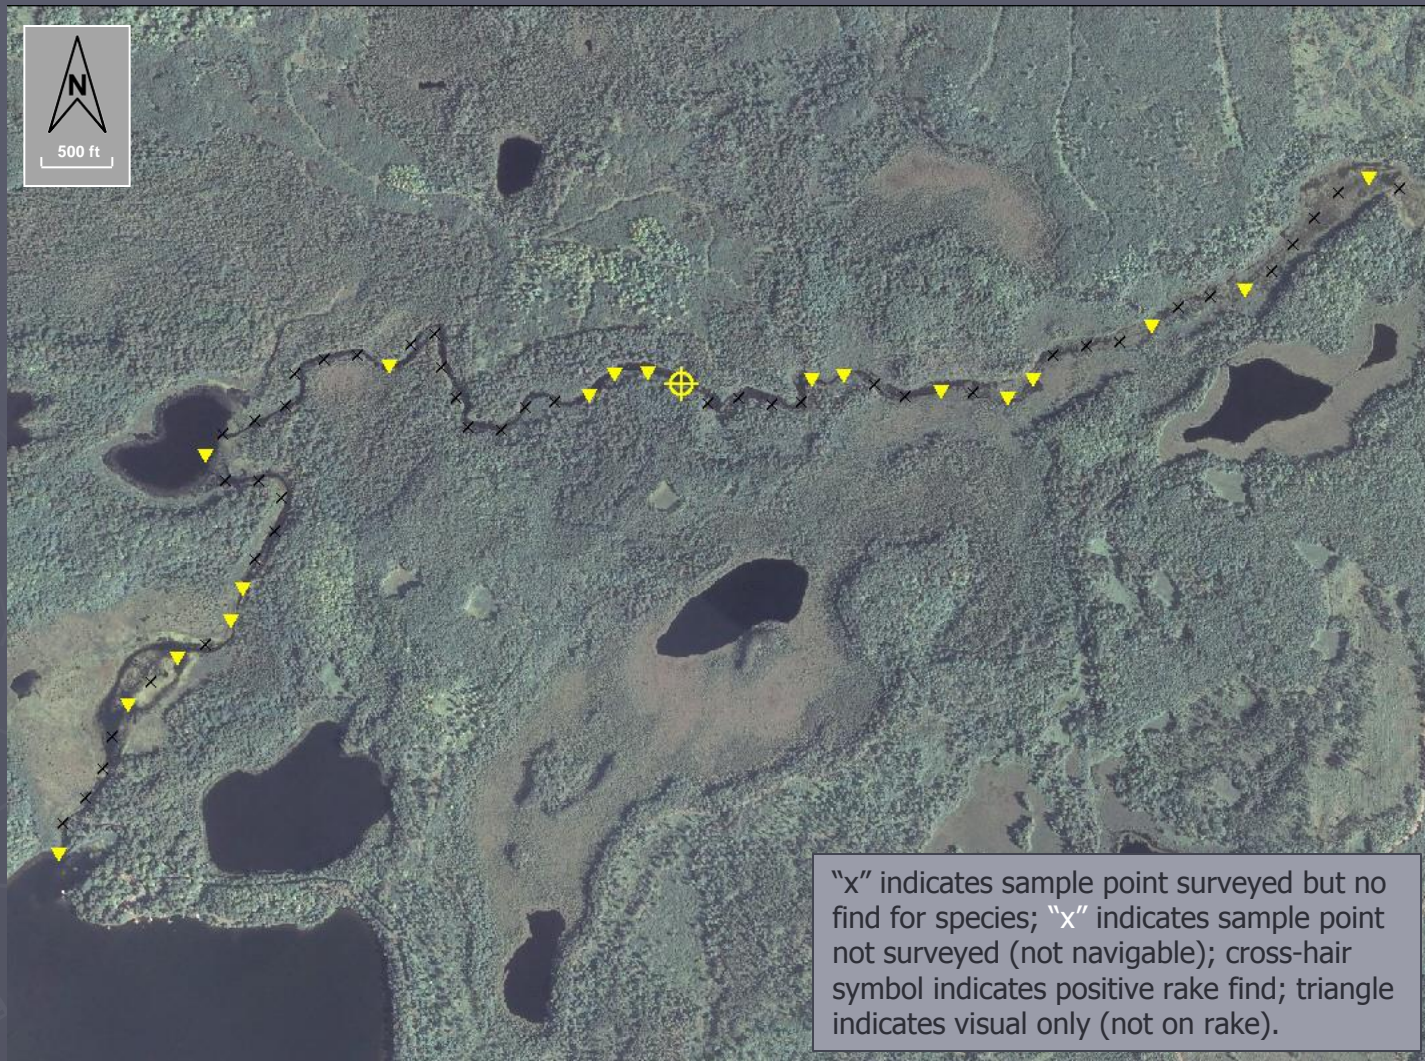 N
500 ft
“x” indicates sample point surveyed but no
find for species; “x” indicates sample point
not surveyed (not navigable); cross-hair
symbol indicates positive rake find; triangle
indicates visual only (not on rake).